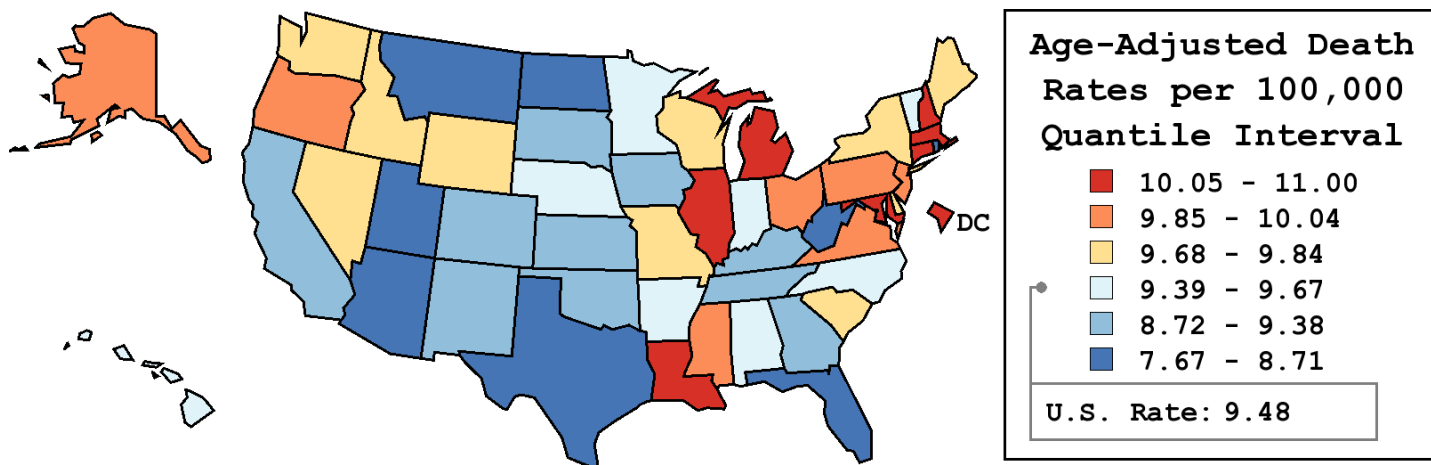 Age-Adjusted Death
Rates per 100,000
Quantile Interval
10.05 - 11.00
9.85 - 10.04
9.68 - 9.84
DC
9.39 - 9.67
8.72 - 9.38
7.67 - 8.71
U.S. Rate: 9.48